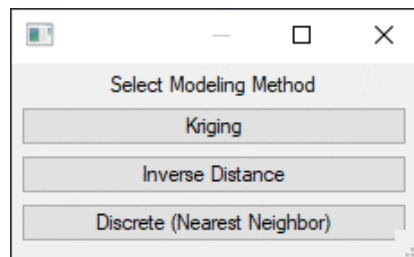 Select Modeling Method
Kriging
Inverse Distance
Discrete (Nearest Neighbor)